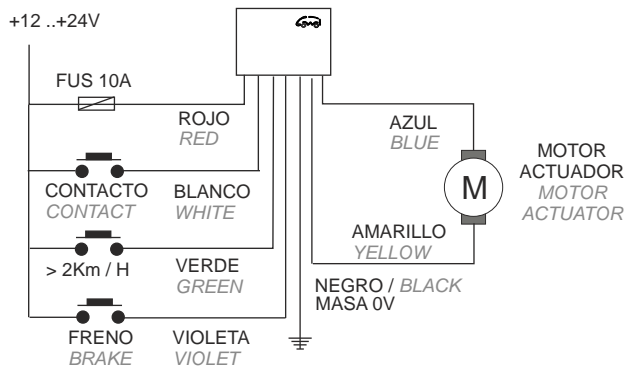 +12 ..+24V
FUS 10A
ROJO
RED
CONTACTO
CONTACT
BLANCO
WHITE
> 2Km / H
VERDE
GREEN
FRENO
BRAKE
VIOLETA
VIOLET
AZUL
BLUE
M
MOTOR
ACTUADOR
MOTOR
ACTUATOR
AMARILLO
YELLOW
NEGRO / BLACK
MASA 0V